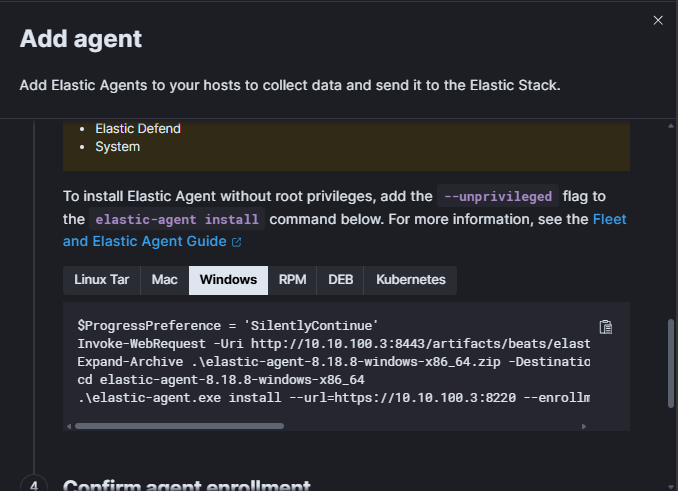 Add agent
Add Elastic Agents to your hosts to collect data and send it to the Elastic Stack.
• Elastic Defend
• System
To install Elastic Agent without root privileges, add the --unprivileged flag to
the elastic-agent install command below. For more information, see the Fleet
and Elastic Agent Guide
Linux Tar Mac Windows RPM DEB Kubernetes
$ProgressPreference = 'SilentlyContinue'
Invoke-WebRequest -Uri http://10.10.100.3:8443/artifacts/beats/elast
Expand-Archive .\elastic-agent-8.18.8-windows-x86_64.zip -Destinatio
cd elastic-agent-8.18.8-windows-x86_64
.\elastic-agent.exe install --url=https://10.10.100.3:8220 --enrollm
4 Confirm agent enrollment